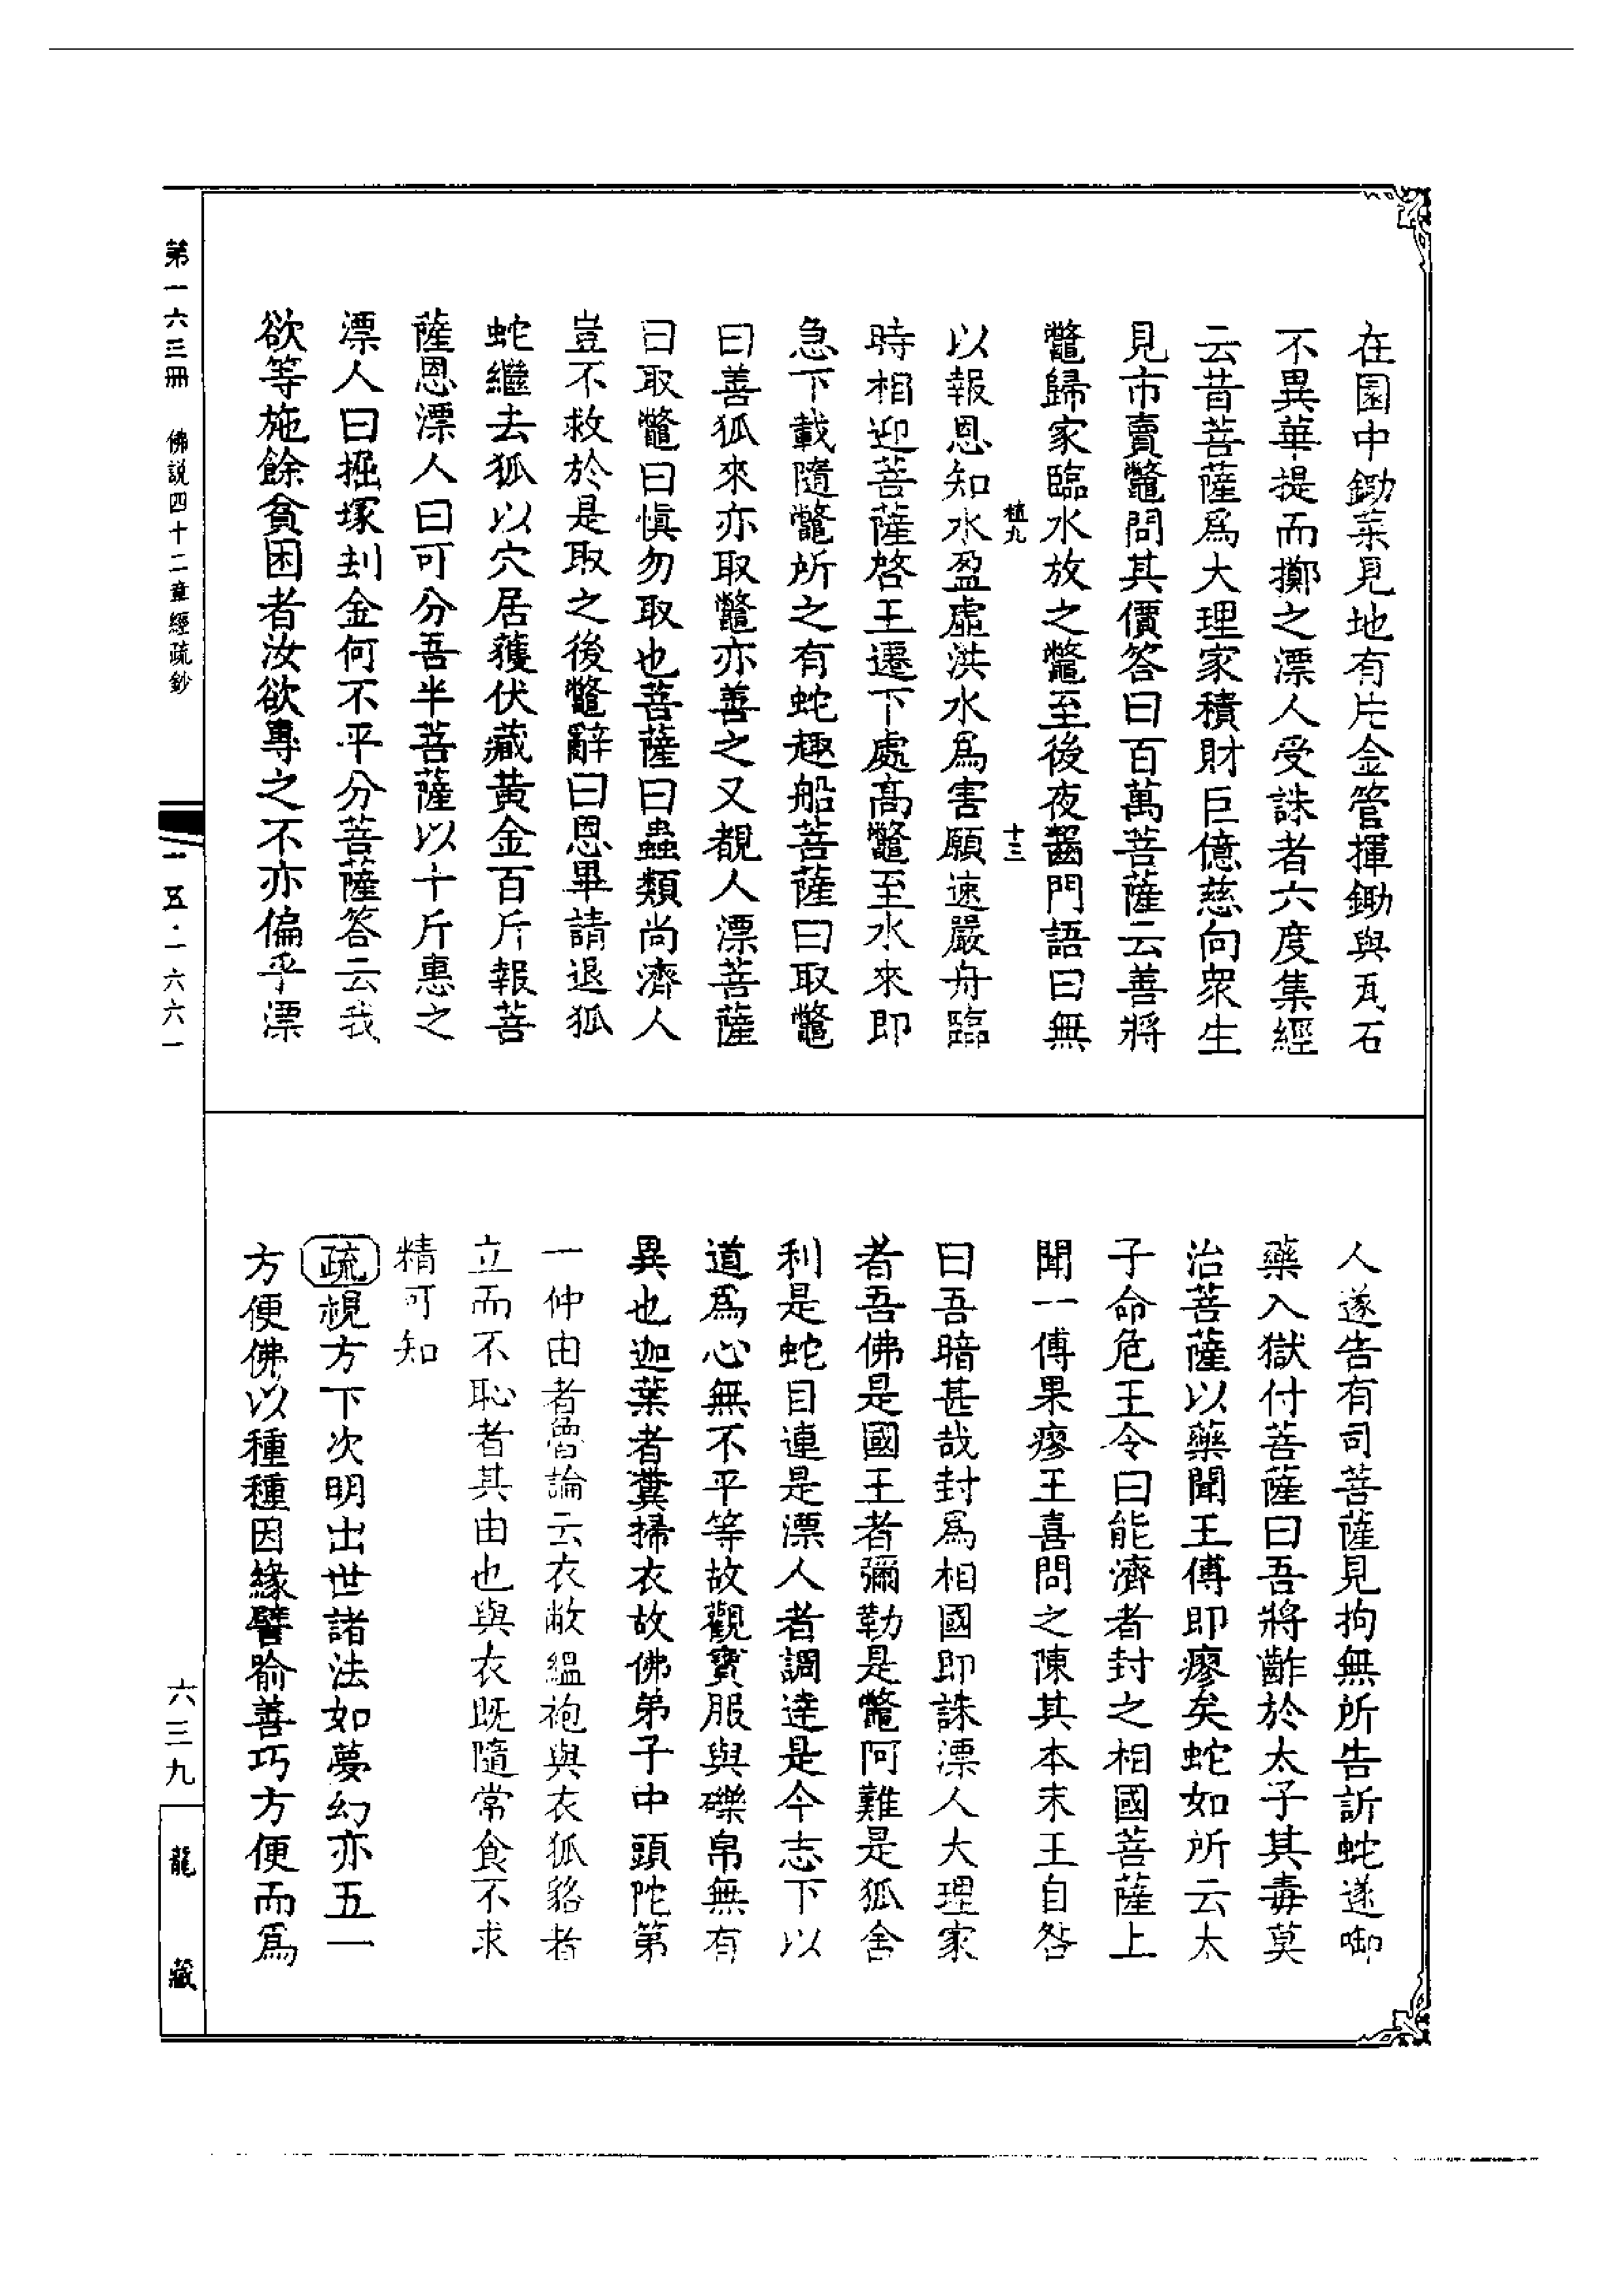 在園中鋤菜見地有片金管揮鋤與瓦石
不異華提而擲之漂人受誅者六度集經
云昔菩薩爲大理家積財巨億慈向衆生
見市賣鼈問其價答曰百萬菩薩云善將
鼈歸家臨水放之鼈至後夜齧門語曰無
植九
十三
以報恩知水盈虛洪水爲害願速嚴舟臨
時相迎菩薩啓王遷下處高鼈至水來即
急下載隨鼈所之有蛇趣船菩薩曰取鼈
曰善狐來亦取鼈亦善之又覩人漂菩薩
曰取鼈曰慎勿取也菩薩曰蟲類尚濟人
豈不救於是取之後鼈辭曰恩畢請退狐
蛇繼去狐以穴居獲伏藏黃金百斤報菩
薩恩漂人曰可分吾半菩薩以十斤惠之
漂人曰掘塚刦金何不平分菩薩答云我
欲等施餘貧困者汝欲專之不亦偏乎漂
人遂告有司菩薩見拘無所告訴蛇遂啣
藥入獄付菩薩曰吾將齚於太子其毒莫
治菩薩以藥聞王傅即瘳矣蛇如所云太
子命危王令曰能濟者封之相國菩薩上
聞一傅果瘳王喜問之陳其本末王自咎
曰吾暗甚哉封爲相國即誅漂人大理家
者吾佛是國王者彌勒是鼈阿難是狐舍
利是蛇目連是漂人者調達是今志下以
道爲心無不平等故觀寶服與礫帛無有
異也迦葉者糞掃衣故佛弟子中頭陀第
一仲由者魯論云衣敝緼袍與衣狐貉者
立而不恥者其由也與衣既隨常食不求
精可知
疏視方下次明出世諸法如夢幻亦五一
方便佛以種種因緣譬喻善巧方便而爲
第一六三冊　佛説四十二章經疏鈔
一五·一六六一
六三九
龍藏